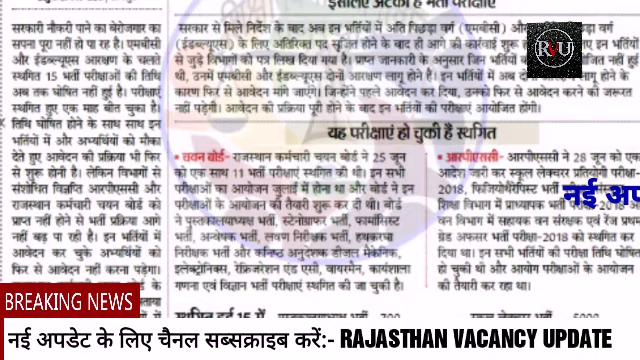 इसलिए अटकी है भर्ती परीक्षाएं
सरकारी नौकरी पाने का बेरोजगार का
सपना पूरा नहीं हो पा रहा है। एमबीसी
और ईडब्ल्यूएस आरक्षण के चलते
स्थगित 15 भर्ती परीक्षाओं की तिथि
अब तक घोषित नहीं हुई है। परीक्षाएं
स्थगित हुए एक माह बीत चुका है।
तिथि घोषित होने के साथ साथ इन
भर्तियों में और अभ्यर्थियों को मौका
देते हुए आवेदन की प्रक्रिया भी फिर
से शुरू होनी है। लेकिन विभागों से
संशोधित विज्ञप्ति आरपीएससी और
राजस्थान कर्मचारी चयन बोर्ड को
प्राप्त नहीं होने से भर्ती प्रक्रिया आगे
नहीं बढ़ पा रही है। इन भर्तियों में
आवेदन कर चुके अभ्यर्थियों को
फिर से आवेदन नहीं करना पड़ेगा।
सरकार से मिले निर्देश के बाद अब इन भर्तियों में अति पिछड़ा वर्ग (एमबीसी) और
(ईडब्ल्यूएस) के लिए अतिरिक्त पद सृजित होने के बाद ही आगे की कार्रवाई शुरू
से जुड़े विभागों को पत्र लिख दिया गया है। प्राप्त जानकारी के अनुसार जिन भर्तियों
थी, उनमें एमबीसी और ईडब्ल्यूएस दोनों आरक्षण लागू होने हैं। इन भर्तियों में अब
कारण फिर से आवेदन मांगे जाएंगे। जिन्होंने पहले आवेदन कर दिया, उनको फिर से आवेदन करने की जरूरत
नहीं पड़ेगी। आवेदन की प्रक्रिया पूरी होने के बाद इन भर्तियों की परीक्षाएं आयोजित होंगी।
RVU
यह परीक्षाएं हो चुकी है स्थगित
• चयन बोर्ड- राजस्थान कर्मचारी चयन बोर्ड ने 25 जून
को एक साथ 11 भर्ती परीक्षाएं स्थगित की थी। इन सभी
परीक्षाओं का आयोजन जुलाई में होना था और बोर्ड ने इन
परीक्षाओं के आयोजन की तैयारी शुरू कर दी थी। बोर्ड
ने पुस्तकालयाध्यक्ष भर्ती, स्टेनोग्राफर भर्ती, फार्मासिस्ट
भर्ती, अन्वेषक भर्ती, लवण निरीक्षक भर्ती, हथकरघा
निरीक्षक भर्ती और कनिष्ठ अनुदेशक डीजल मैकेनिक,
इलेक्ट्रोनिक्स, रेफ्रिजरेशन एंड एसी, वायरमैन, कार्यशाला
गणना एवं विज्ञान भर्ती परीक्षाएं स्थगित की जा चुकी है।
• आरपीएससी- आरपीएससी ने 28 जून को एक
आदेश जारी कर स्कूल लेक्चरर प्रतियोगी परीक्षा-
2018, फिजियोथैरेपिस्ट भर्ती
शिक्षा विभाग में प्राध्यापक भर्ती
वन विभाग में सहायक वन संरक्षक एवं रेंज प्रथम
ग्रेड अफसर भर्ती परीक्षा-2018 को स्थगित कर
दिया था। इन सभी भर्ती परीक्षाओं की तिथि घोषित
हो चुकी थी और आयोग परीक्षाओं के आयोजन
की तैयारी कर रहा था।
नई अप
BREAKING NEWS
नई अपडेट के लिए चैनल सब्सक्राइब करें:- RAJASTHAN VACANCY UPDATE